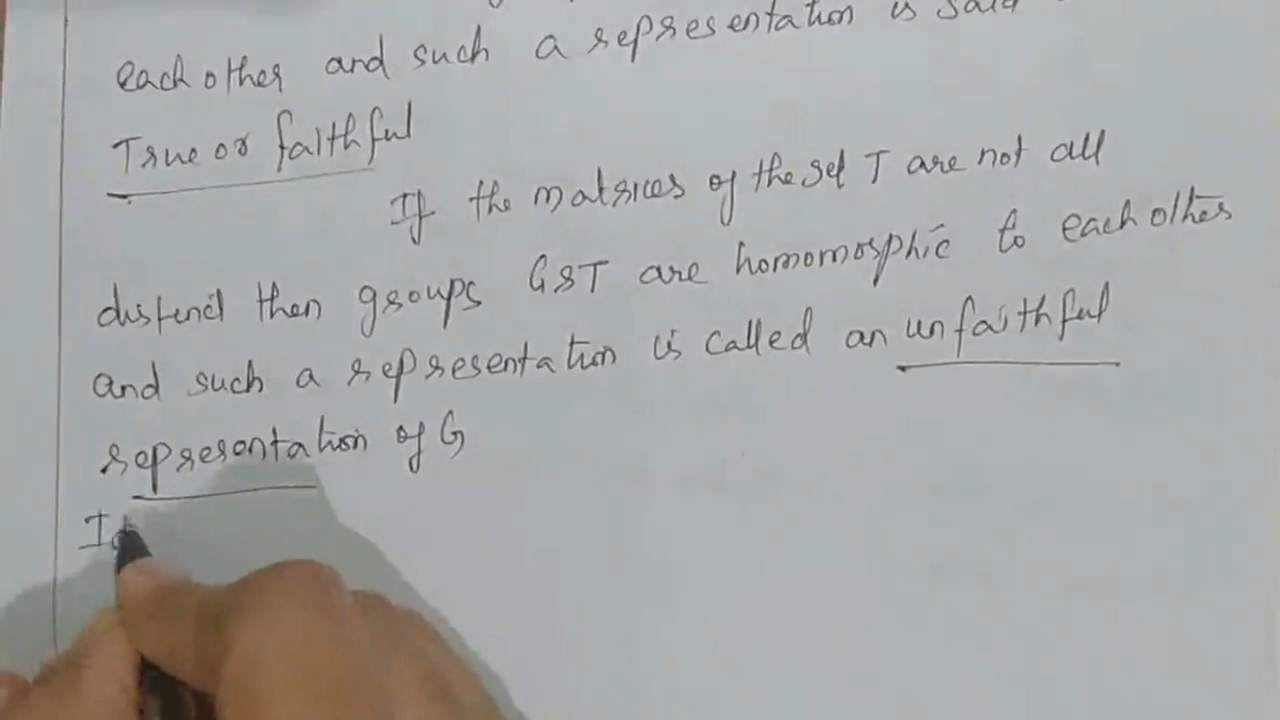 each other and such a representation is said
True or faithful
If the matrices of the set T are not all
distinct then groups G & T are homomorphic to each other
and such a representation is called an unfaithful
representation of G